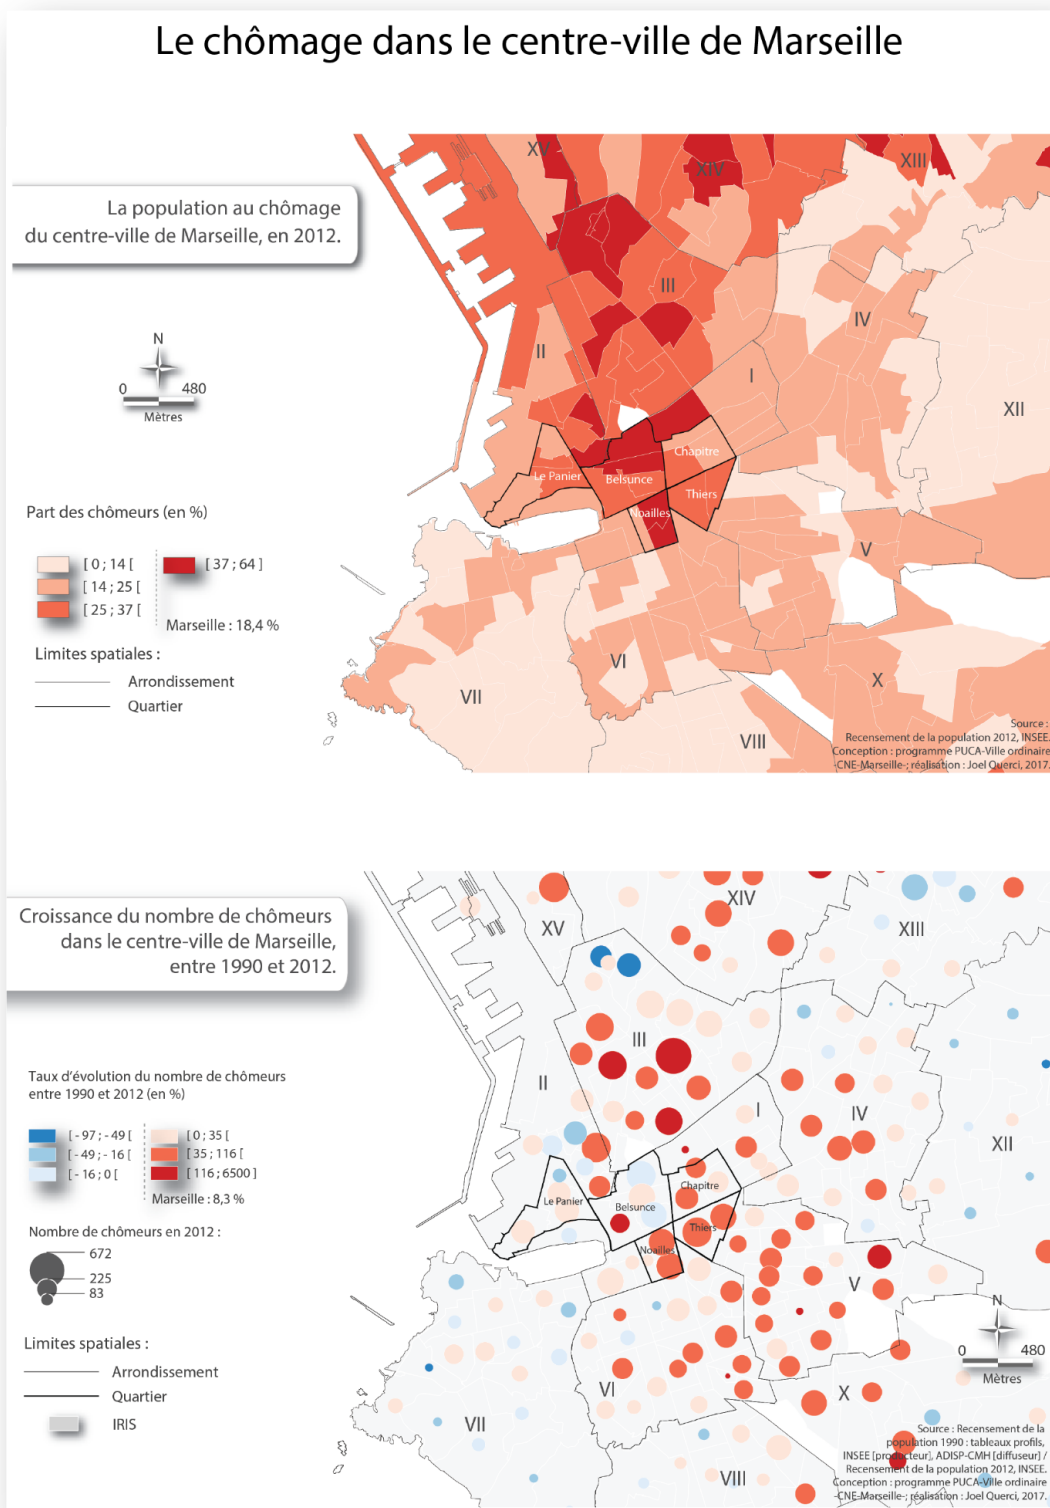 Le chômage dans le centre-ville de Marseille
La population au chômage
du centre-ville de Marseille, en 2012.
N
0 480
Mètres
Part des chômeurs (en %)
[ 0 ; 14 [
[ 37 ; 64 ]
[ 14 ; 25 [
[ 25 ; 37 [
Marseille : 18,4 %
Limites spatiales :
Arrondissement
Quartier
XV
XIV
XIII
III
IV
II
I
XII
Chapitre
Le Panier
Belsunce
Thiers
Noailles
V
VI
X
VII
VIII
Source :
Recensement de la population 2012, INSEE.
Conception : programme PUCA-Ville ordinaire
-CNE-Marseille-; réalisation : Joel Querci, 2017.
Croissance du nombre de chômeurs
dans le centre-ville de Marseille,
entre 1990 et 2012.
Taux d’évolution du nombre de chômeurs
entre 1990 et 2012 (en %)
[ - 97 ; - 49 [
[ 0 ; 35 [
[ - 49 ; - 16 [
[ 35 ; 116 [
[ - 16 ; 0 [
[ 116 ; 6500 ]
Marseille : 8,3 %
Nombre de chômeurs en 2012 :
672
225
83
Limites spatiales :
Arrondissement
Quartier
IRIS
XIV
XV
XIII
III
II
I
IV
XII
Chapitre
Le Panier
Belsunce
Thiers
Noailles
V
N
0 480
Mètres
VI
X
VII
VIII
Source : Recensement de la
population 1990 : tableaux profils,
INSEE [producteur], ADISP-CMH [diffuseur] /
Recensement de la population 2012, INSEE.
Conception : programme PUCA-Ville ordinaire
-CNE-Marseille-; réalisation : Joel Querci, 2017.